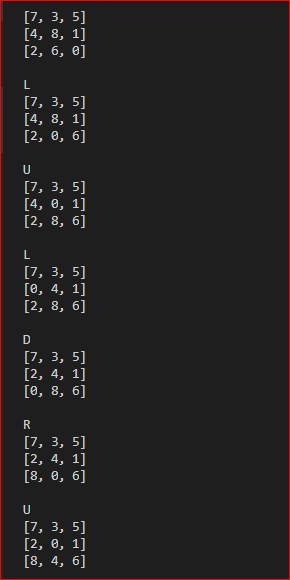 [7, 3, 5]
[4, 8, 1]
[2, 6, 0]
L
[7, 3, 5]
[4, 8, 1]
[2, 0, 6]
U
[7, 3, 5]
[4, 0, 1]
[2, 8, 6]
L
[7, 3, 5]
[0, 4, 1]
[2, 8, 6]
D
[7, 3, 5]
[2, 4, 1]
[0, 8, 6]
R
[7, 3, 5]
[2, 4, 1]
[8, 0, 6]
U
[7, 3, 5]
[2, 0, 1]
[8, 4, 6]